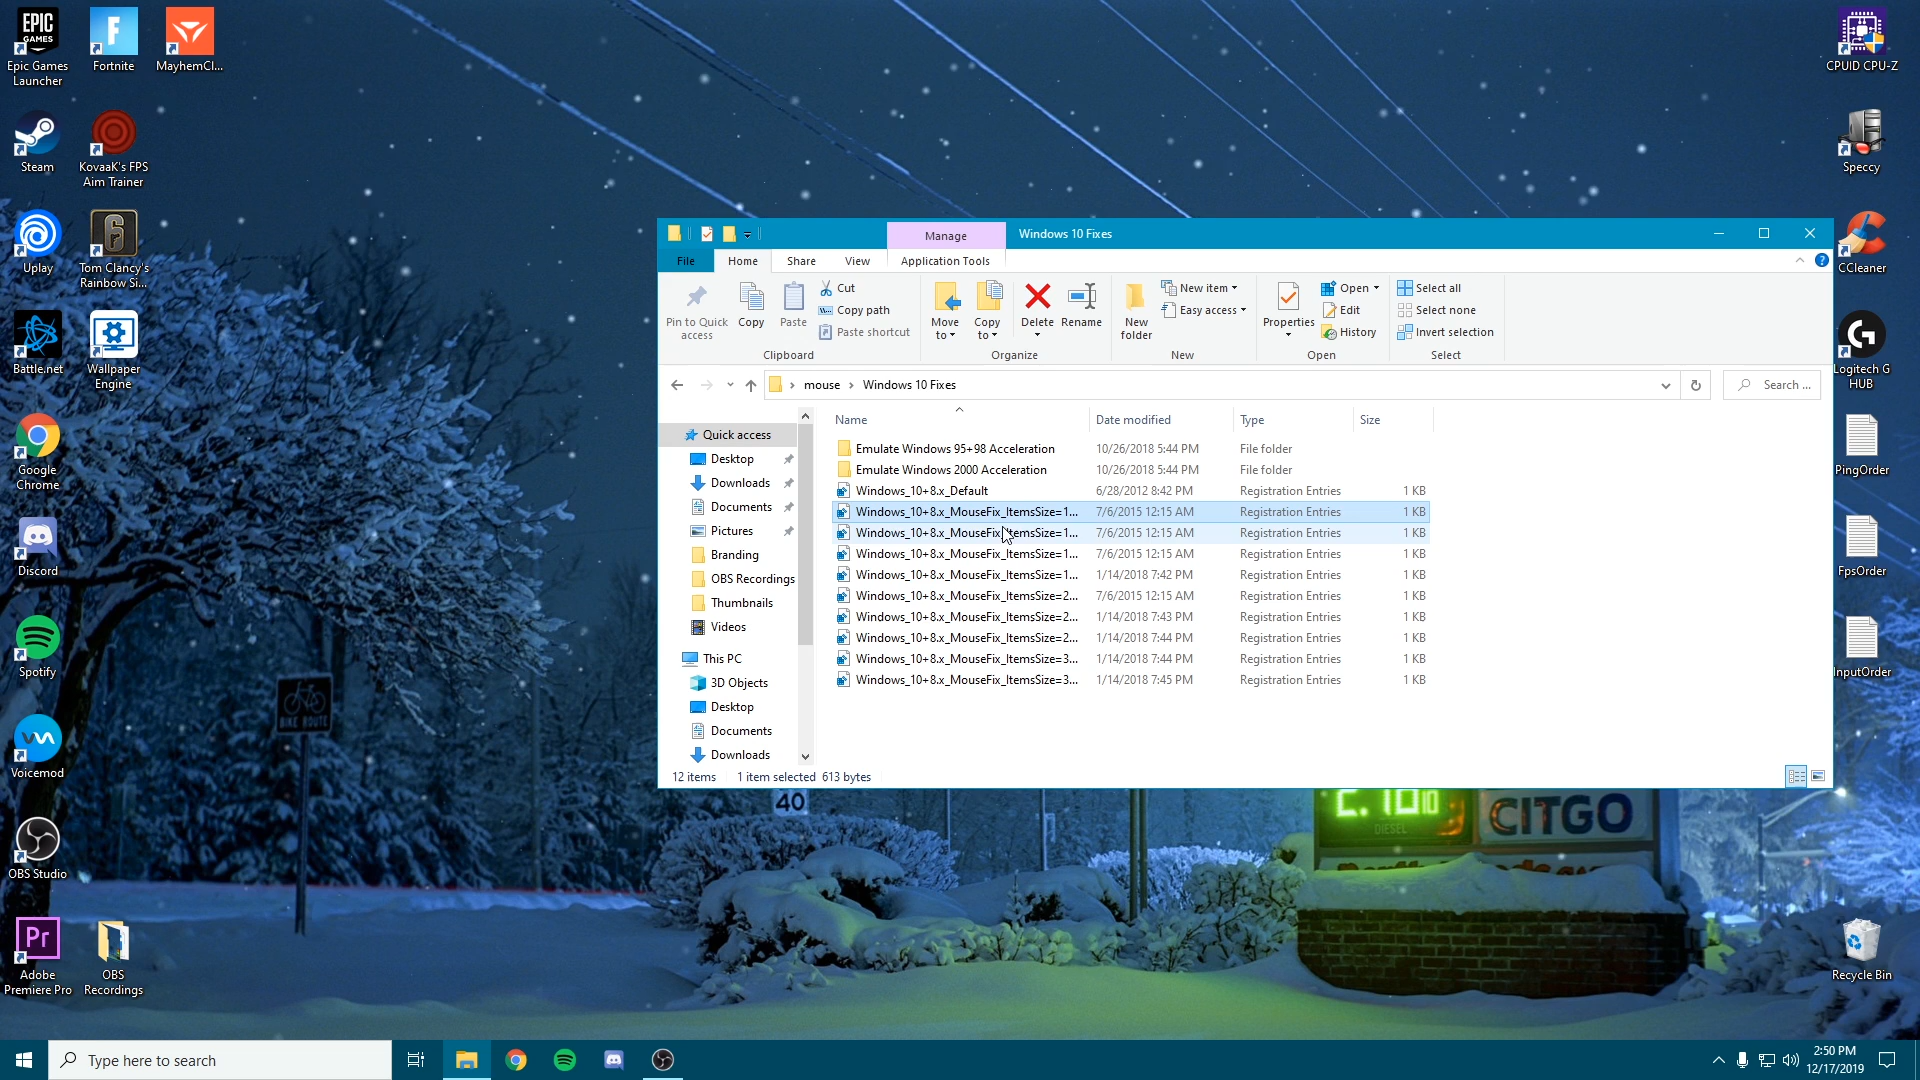 EPIC
GAMES
Epic Games
Launcher
Fortnite
MayhemCl...
Steam
KovaaK's FPS
Aim Trainer
Uplay
Tom Clancy's
Rainbow Si...
Battle.net
Wallpaper
Engine
Google
Chrome
Discord
Spotify
Voicemod
OBS Studio
Pr
Adobe
Premiere Pro
OBS
Recordings
CPUID CPU-Z
Speccy
CCleaner
Logitech G
HUB
PingOrder
FpsOrder
InputOrder
Recycle Bin
Manage
Windows 10 Fixes
File
Home
Share
View
Application Tools
Pin to Quick
access
Copy
Paste
Cut
Copy path
Paste shortcut
Clipboard
Move
to
Copy
to
Delete
Rename
Organize
New
folder
New item
Easy access
New
Properties
Open
Edit
History
Open
Select all
Select none
Invert selection
Select
mouse
Windows 10 Fixes
Search ...
Quick access
Desktop
Downloads
Documents
Pictures
Branding
OBS Recordings
Thumbnails
Videos
This PC
3D Objects
Desktop
Documents
Downloads
Name Date modified Type Size
Emulate Windows 95+98 Acceleration 10/26/2018 5:44 PM File folder
Emulate Windows 2000 Acceleration 10/26/2018 5:44 PM File folder
Windows_10+8.x_Default 6/28/2012 8:42 PM Registration Entries 1 KB
Windows_10+8.x_MouseFix_ItemsSize=1... 7/6/2015 12:15 AM Registration Entries 1 KB
Windows_10+8.x_MouseFix_ItemsSize=1... 7/6/2015 12:15 AM Registration Entries 1 KB
Windows_10+8.x_MouseFix_ItemsSize=1... 7/6/2015 12:15 AM Registration Entries 1 KB
Windows_10+8.x_MouseFix_ItemsSize=1... 1/14/2018 7:42 PM Registration Entries 1 KB
Windows_10+8.x_MouseFix_ItemsSize=2... 7/6/2015 12:15 AM Registration Entries 1 KB
Windows_10+8.x_MouseFix_ItemsSize=2... 1/14/2018 7:43 PM Registration Entries 1 KB
Windows_10+8.x_MouseFix_ItemsSize=2... 1/14/2018 7:44 PM Registration Entries 1 KB
Windows_10+8.x_MouseFix_ItemsSize=3... 1/14/2018 7:44 PM Registration Entries 1 KB
Windows_10+8.x_MouseFix_ItemsSize=3... 1/14/2018 7:45 PM Registration Entries 1 KB
12 items 1 item selected 613 bytes
BIKE ROUTE
40
DIESEL
CITGO
Type here to search
2:50 PM
12/17/2019